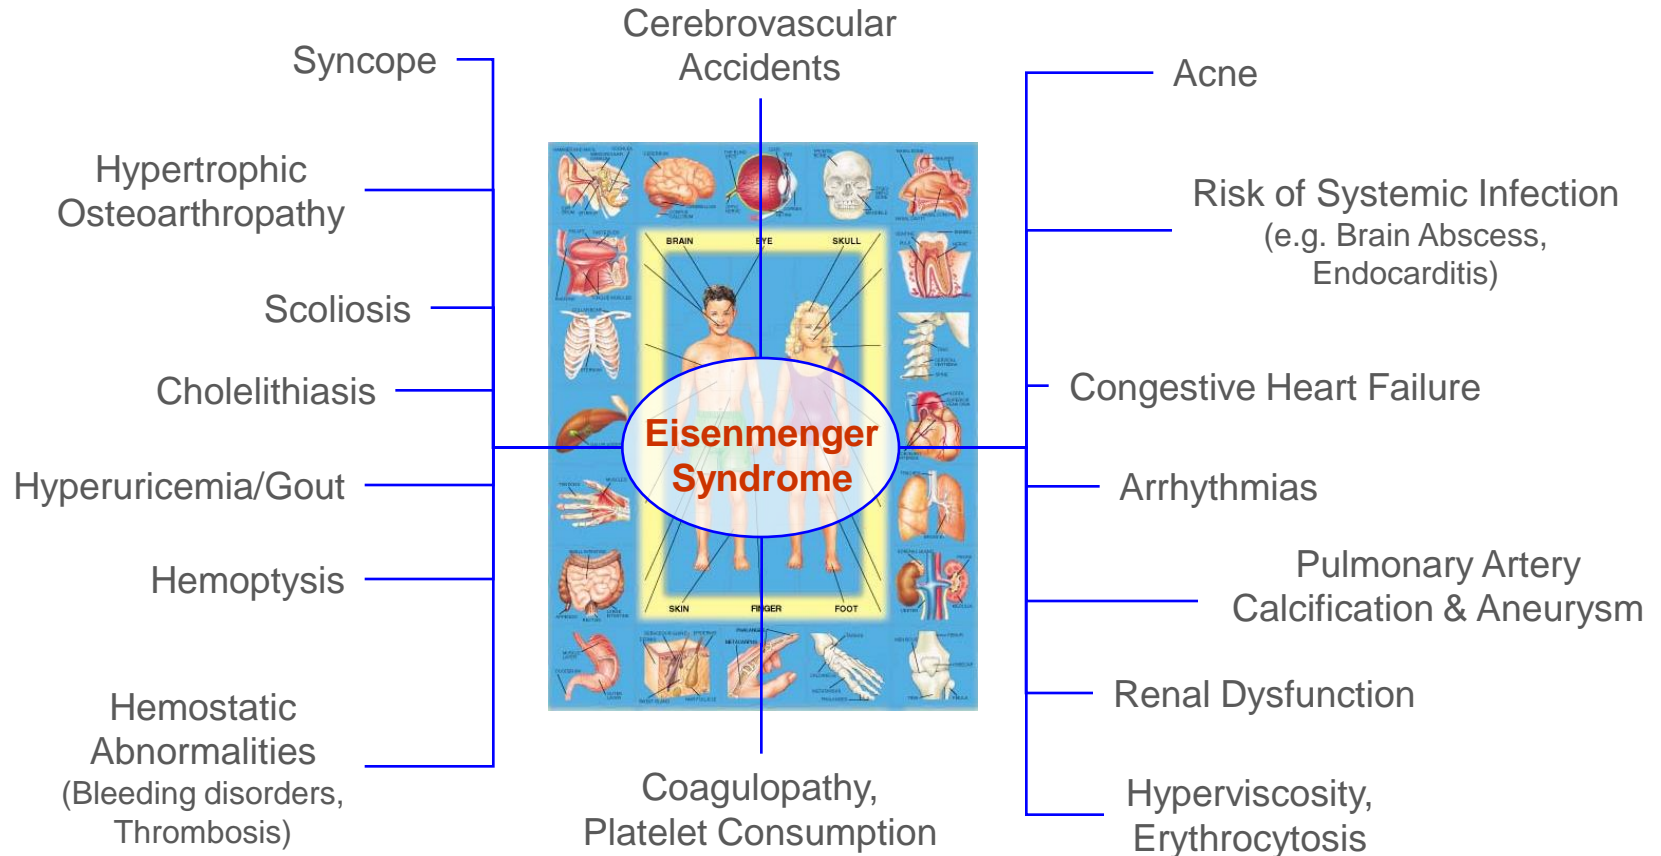 Cerebrovascular
Accidents
Syncope
Hypertrophic
Osteoarthropathy
Scoliosis
Cholelithiasis
Hyperuricemia/Gout
Hemoptysis
Hemostatic
Abnormalities
(Bleeding disorders,
Thrombosis)
BRAIN EYE SKULL
Eisenmenger
Syndrome
SKIN FINGER FOOT
Coagulopathy,
Platelet Consumption
Acne
Risk of Systemic Infection
(e.g. Brain Abscess,
Endocarditis)
Congestive Heart Failure
Arrhythmias
Pulmonary Artery
Calcification & Aneurysm
Renal Dysfunction
Hyperviscosity,
Erythrocytosis